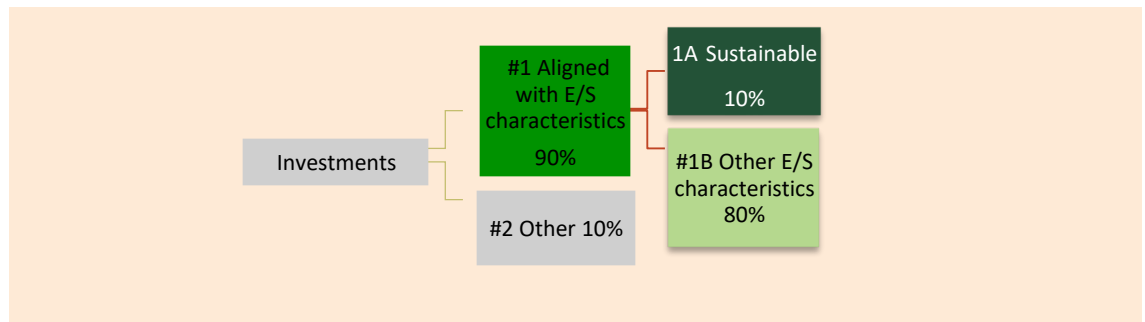 Investments
#1 Aligned
with E/S
characteristics
90%
#2 Other 10%
1A Sustainable
10%
#1B Other E/S
characteristics
80%